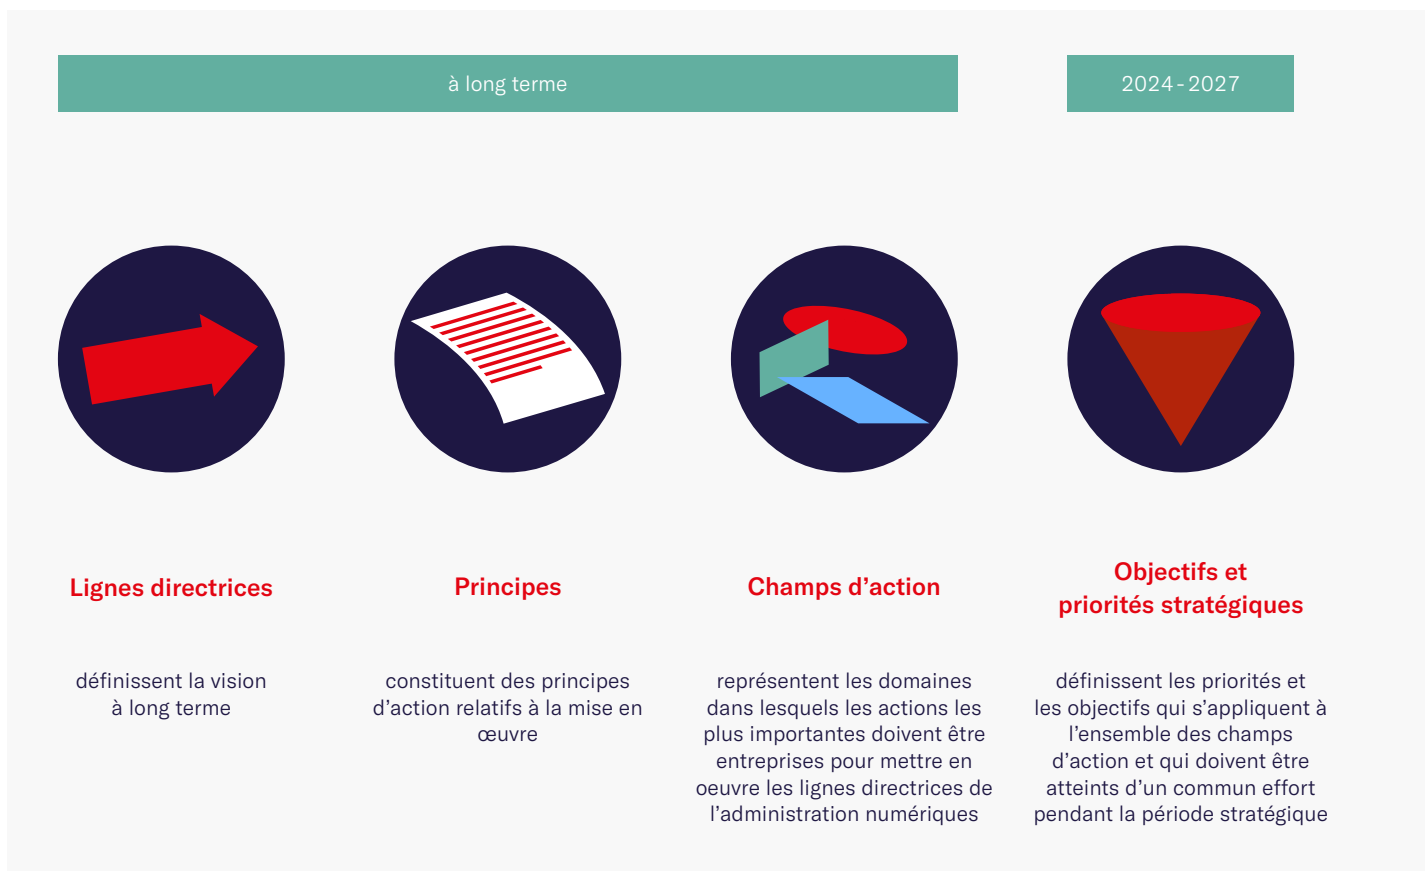 à long terme
2024-2027
Lignes directrices
définissent la vision
à long terme
Principes
constituent des principes
d’action relatifs à la mise en
œuvre
Champs d’action
représentent les domaines
dans lesquels les actions les
plus importantes doivent être
entreprises pour mettre en
oeuvre les lignes directrices de
l’administration numériques
Objectifs et
priorités stratégiques
définissent les priorités et
les objectifs qui s’appliquent à
l’ensemble des champs
d’action et qui doivent être
atteints d’un commun effort
pendant la période stratégique